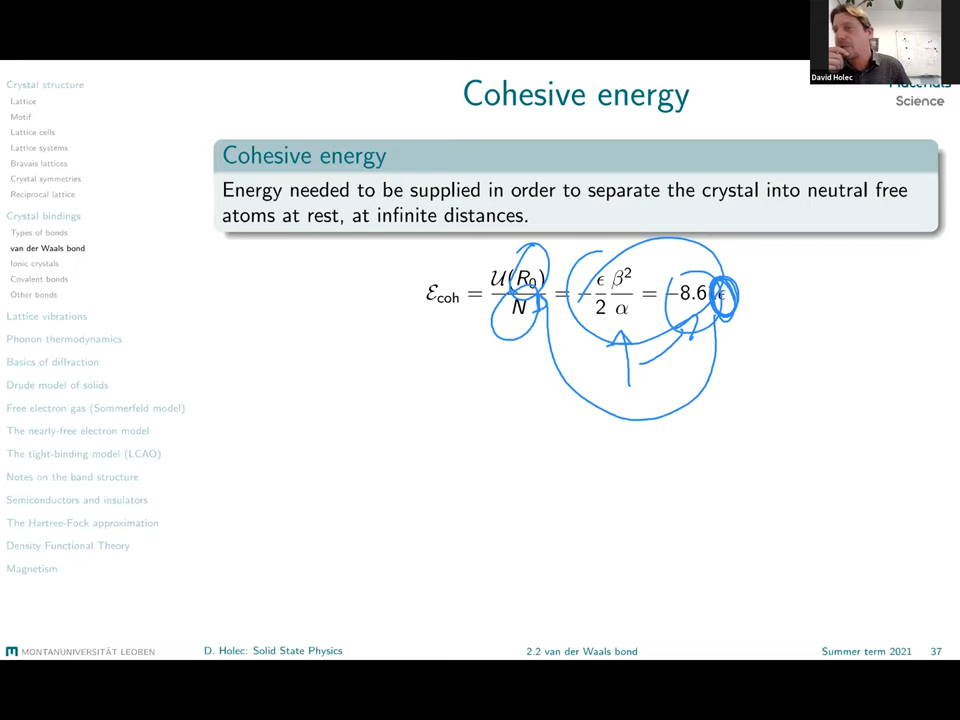 David Holec
Materials
Science
Cohesive energy
Crystal structure
Lattice
Motif
Lattice cells
Lattice systems
Bravais lattices
Crystal symmetries
Reciprocal lattice
Crystal bindings
Types of bonds
van der Waals bond
Ionic crystals
Covalent bonds
Other bonds
Lattice vibrations
Phonon thermodynamics
Basics of diffraction
Drude model of solids
Free electron gas (Sommerfeld model)
The nearly-free electron model
The tight-binding model (LCAO)
Notes on the band structure
Semiconductors and insulators
The Hartree-Fock approximation
Density Functional Theory
Magnetism
Cohesive energy
Energy needed to be supplied in order to separate the crystal into neutral free
atoms at rest, at infinite distances.
ℰcoh = 𝒰(R₀)/N = −ϵ/2 β²/α = −8.6 ϵ
MONTANUNIVERSITÄT LEOBEN D. Holec: Solid State Physics 2.2 van der Waals bond Summer term 2021 37